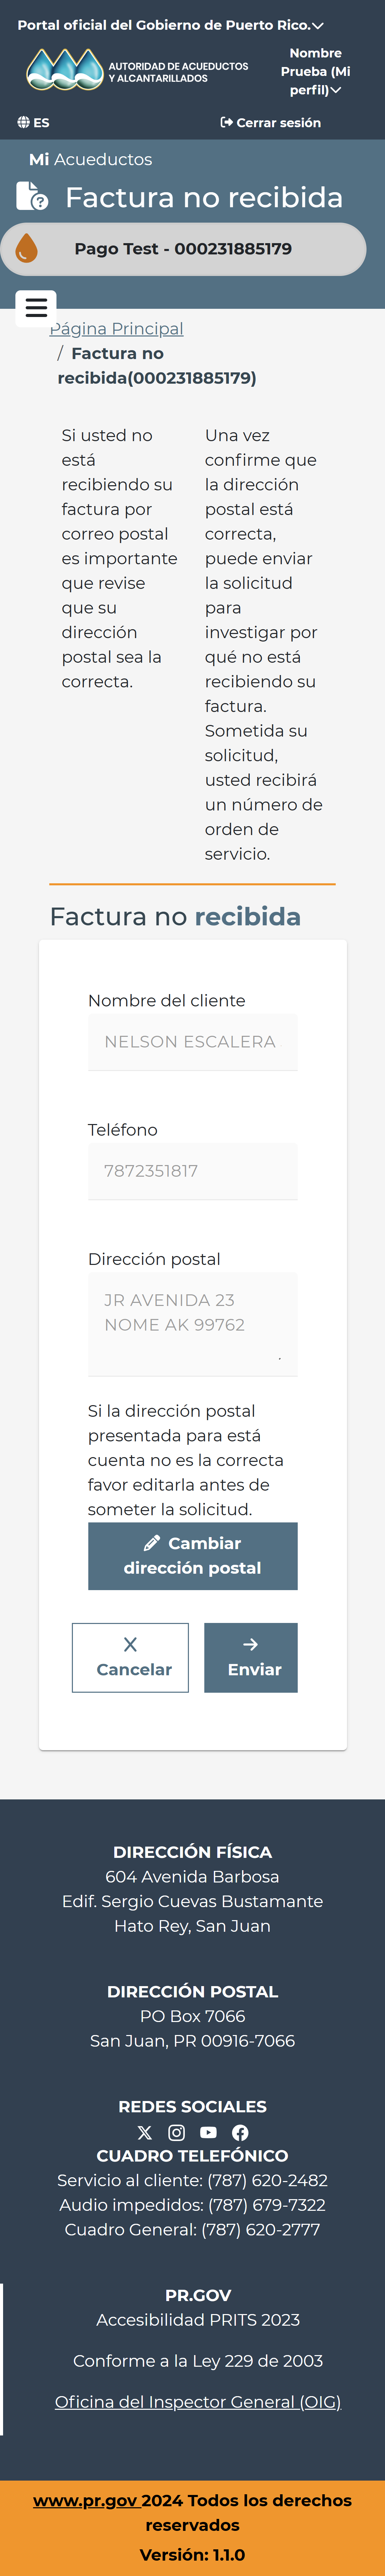 Portal oficial del Gobierno de Puerto Rico.
AUTORIDAD DE ACUEDUCTOS
Y ALCANTARILLADOS
Nombre
Prueba (Mi
perfil)
ES
Cerrar sesión
Mi Acueductos
Factura no recibida
Pago Test - 000231885179
Página Principal
/ Factura no
recibida(000231885179)
Si usted no
está
recibiendo su
factura por
correo postal
es importante
que revise
que su
dirección
postal sea la
correcta.
Una vez
confirme que
la dirección
postal está
correcta,
puede enviar
la solicitud
para
investigar por
qué no está
recibiendo su
factura.
Sometida su
solicitud,
usted recibirá
un número de
orden de
servicio.
Factura no recibida
Nombre del cliente
NELSON ESCALERA
Teléfono
7872351817
Dirección postal
JR AVENIDA 23
NOME AK 99762
Si la dirección postal
presentada para está
cuenta no es la correcta
favor editarla antes de
someter la solicitud.
Cambiar
dirección postal
Cancelar
Enviar
DIRECCIÓN FÍSICA
604 Avenida Barbosa
Edif. Sergio Cuevas Bustamante
Hato Rey, San Juan
DIRECCIÓN POSTAL
PO Box 7066
San Juan, PR 00916-7066
REDES SOCIALES
CUADRO TELEFÓNICO
Servicio al cliente: (787) 620-2482
Audio impedidos: (787) 679-7322
Cuadro General: (787) 620-2777
PR.GOV
Accesibilidad PRITS 2023
Conforme a la Ley 229 de 2003
Oficina del Inspector General (OIG)
www.pr.gov 2024 Todos los derechos
reservados
Versión: 1.1.0